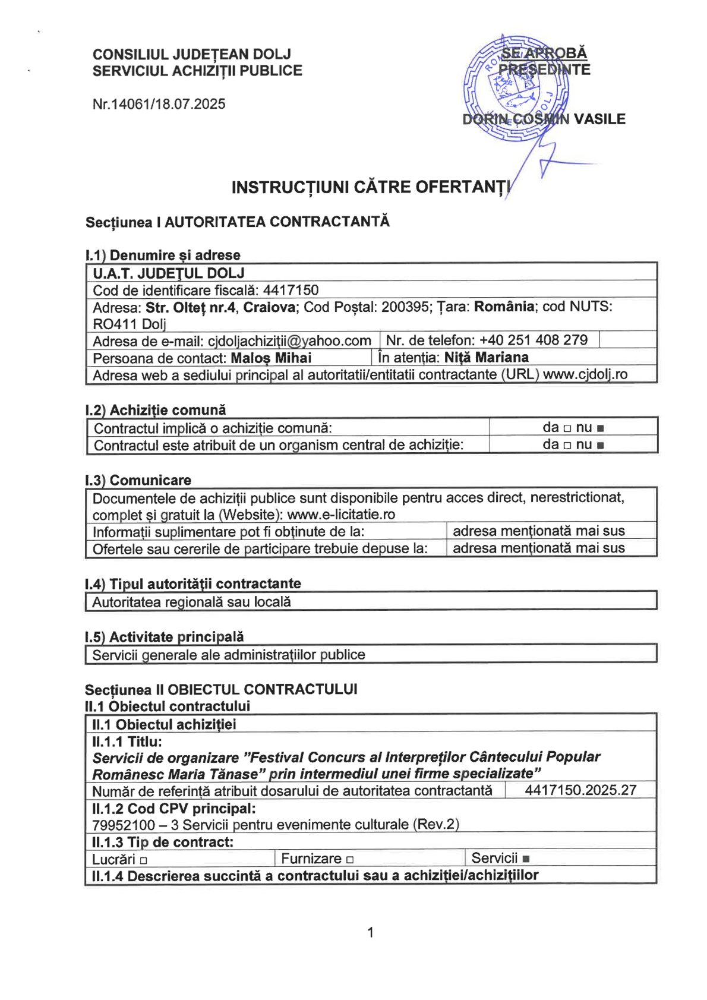 CONSILIUL JUDEȚEAN DOLJ
SERVICIUL ACHIZIȚII PUBLICE
Nr.14061/18.07.2025
SE APROBĂ
PREȘEDINTE
DORIN COSMIN VASILE
ROMÂNIA
JUDEȚUL DOLJ
INSTRUCȚIUNI CĂTRE OFERTANȚI
Secțiunea I AUTORITATEA CONTRACTANTĂ
I.1) Denumire și adrese
U.A.T. JUDEȚUL DOLJ
Cod de identificare fiscală: 4417150
Adresa: Str. Olteț nr.4, Craiova; Cod Poștal: 200395; Țara: România; cod NUTS:
RO411 Dolj
Adresa de e-mail: cjdoljachiziții@yahoo.com Nr. de telefon: +40 251 408 279
Persoana de contact: Maloș Mihai În atenția: Niță Mariana
Adresa web a sediului principal al autoritatii/entitatii contractante (URL) www.cjdolj.ro
I.2) Achiziție comună
Contractul implică o achiziție comună: da □ nu ■
Contractul este atribuit de un organism central de achiziție: da □ nu ■
I.3) Comunicare
Documentele de achiziții publice sunt disponibile pentru acces direct, nerestrictionat,
complet și gratuit la (Website): www.e-licitatie.ro
Informații suplimentare pot fi obținute de la: adresa menționată mai sus
Ofertele sau cererile de participare trebuie depuse la: adresa menționată mai sus
I.4) Tipul autorității contractante
Autoritatea regională sau locală
I.5) Activitate principală
Servicii generale ale administrațiilor publice
Secțiunea II OBIECTUL CONTRACTULUI
II.1 Obiectul contractului
II.1 Obiectul achiziției
II.1.1 Titlu:
Servicii de organizare ”Festival Concurs al Interpreților Cântecului Popular
Românesc Maria Tănase” prin intermediul unei firme specializate”
Număr de referință atribuit dosarului de autoritatea contractantă 4417150.2025.27
II.1.2 Cod CPV principal:
79952100 – 3 Servicii pentru evenimente culturale (Rev.2)
II.1.3 Tip de contract:
Lucrări □ Furnizare □ Servicii ■
II.1.4 Descrierea succintă a contractului sau a achiziției/achizițiilor
1